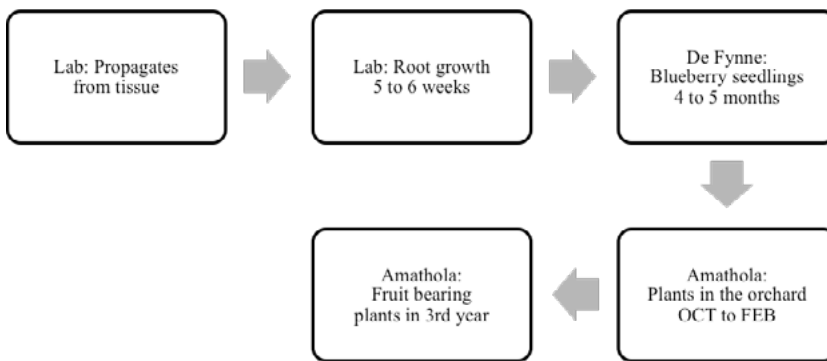 Lab: Propagates
from tissue
Lab: Root growth
5 to 6 weeks
De Fynne:
Blueberry seedlings
4 to 5 months
Amathola:
Plants in the orchard
OCT to FEB
Amathola:
Fruit bearing
plants in 3rd year